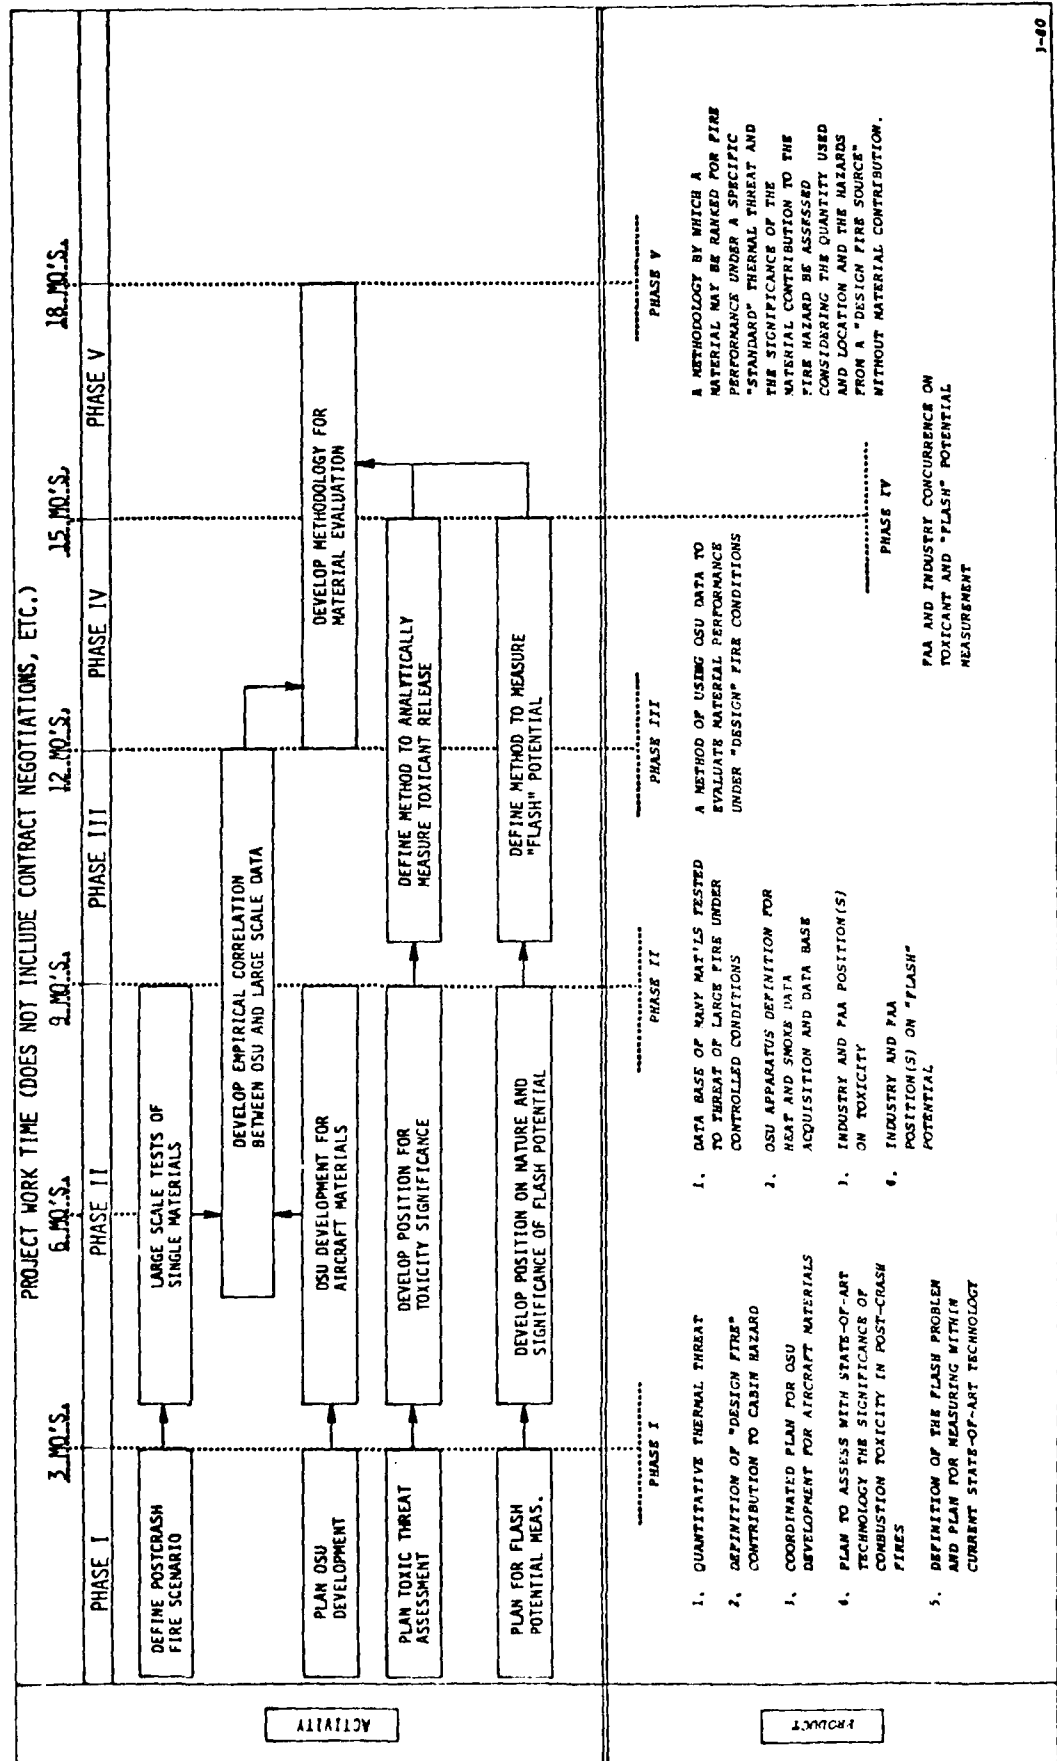 PROJECT WORK TIME (DOES NOT INCLUDE CONTRACT NEGOTIATIONS, ETC.)
3 MO'S.
6 MO'S.
9 MO'S.
12 MO'S.
15 MO'S.
18 MO'S.
PHASE I
PHASE II
PHASE III
PHASE IV
PHASE V
ACTIVITY
DEFINE POSTCRASH
FIRE SCENARIO
LARGE SCALE TESTS OF
SINGLE MATERIALS
DEVELOP EMPIRICAL CORRELATION
BETWEEN OSU AND LARGE SCALE DATA
PLAN OSU
DEVELOPMENT
OSU DEVELOPMENT FOR
AIRCRAFT MATERIALS
DEVELOP METHODOLOGY FOR
MATERIAL EVALUATION
PLAN TOXIC THREAT
ASSESSMENT
DEVELOP POSITION FOR
TOXICITY SIGNIFICANCE
DEFINE METHOD TO ANALYTICALLY
MEASURE TOXICANT RELEASE
PLAN FOR FLASH
POTENTIAL MEAS.
DEVELOP POSITION ON NATURE AND
SIGNIFICANCE OF FLASH POTENTIAL
DEFINE METHOD TO MEASURE
"FLASH" POTENTIAL
PRODUCT
PHASE I
1. QUANTITATIVE THERMAL THREAT
2. DEFINITION OF "DESIGN FIRE"
CONTRIBUTION TO CABIN HAZARD
3. COORDINATED PLAN FOR OSU
DEVELOPMENT FOR AIRCRAFT MATERIALS
4. PLAN TO ASSESS WITH STATE-OF-ART
TECHNOLOGY THE SIGNIFICANCE OF
COMBUSTION TOXICITY IN POST-CRASH
FIRES
5. DEFINITION OF THE FLASH PROBLEM
AND PLAN FOR MEASURING WITHIN
CURRENT STATE-OF-ART TECHNOLOGY
PHASE II
1. DATA BASE OF MANY MAT'LS TESTED
TO THREAT OF LARGE FIRE UNDER
CONTROLLED CONDITIONS
2. OSU APPARATUS DEFINITION FOR
HEAT AND SMOKE DATA
ACQUISITION AND DATA BASE
3. INDUSTRY AND FAA POSITION(S)
ON TOXICITY
4. INDUSTRY AND FAA
POSITION(S) ON "FLASH"
POTENTIAL
PHASE III
A METHOD OF USING OSU DATA TO
EVALUATE MATERIAL PERFORMANCE
UNDER "DESIGN" FIRE CONDITIONS
PHASE IV
FAA AND INDUSTRY CONCURRENCE ON
TOXICANT AND "FLASH" POTENTIAL
MEASUREMENT
PHASE V
A METHODOLOGY BY WHICH A
MATERIAL MAY BE RANKED FOR FIRE
PERFORMANCE UNDER A SPECIFIC
"STANDARD" THERMAL THREAT AND
THE SIGNIFICANCE OF THE
MATERIAL CONTRIBUTION TO THE
FIRE HAZARD BE ASSESSED
CONSIDERING THE QUANTITY USED
AND LOCATION AND THE HAZARDS
FROM A "DESIGN FIRE SOURCE"
WITHOUT MATERIAL CONTRIBUTION.
3-80